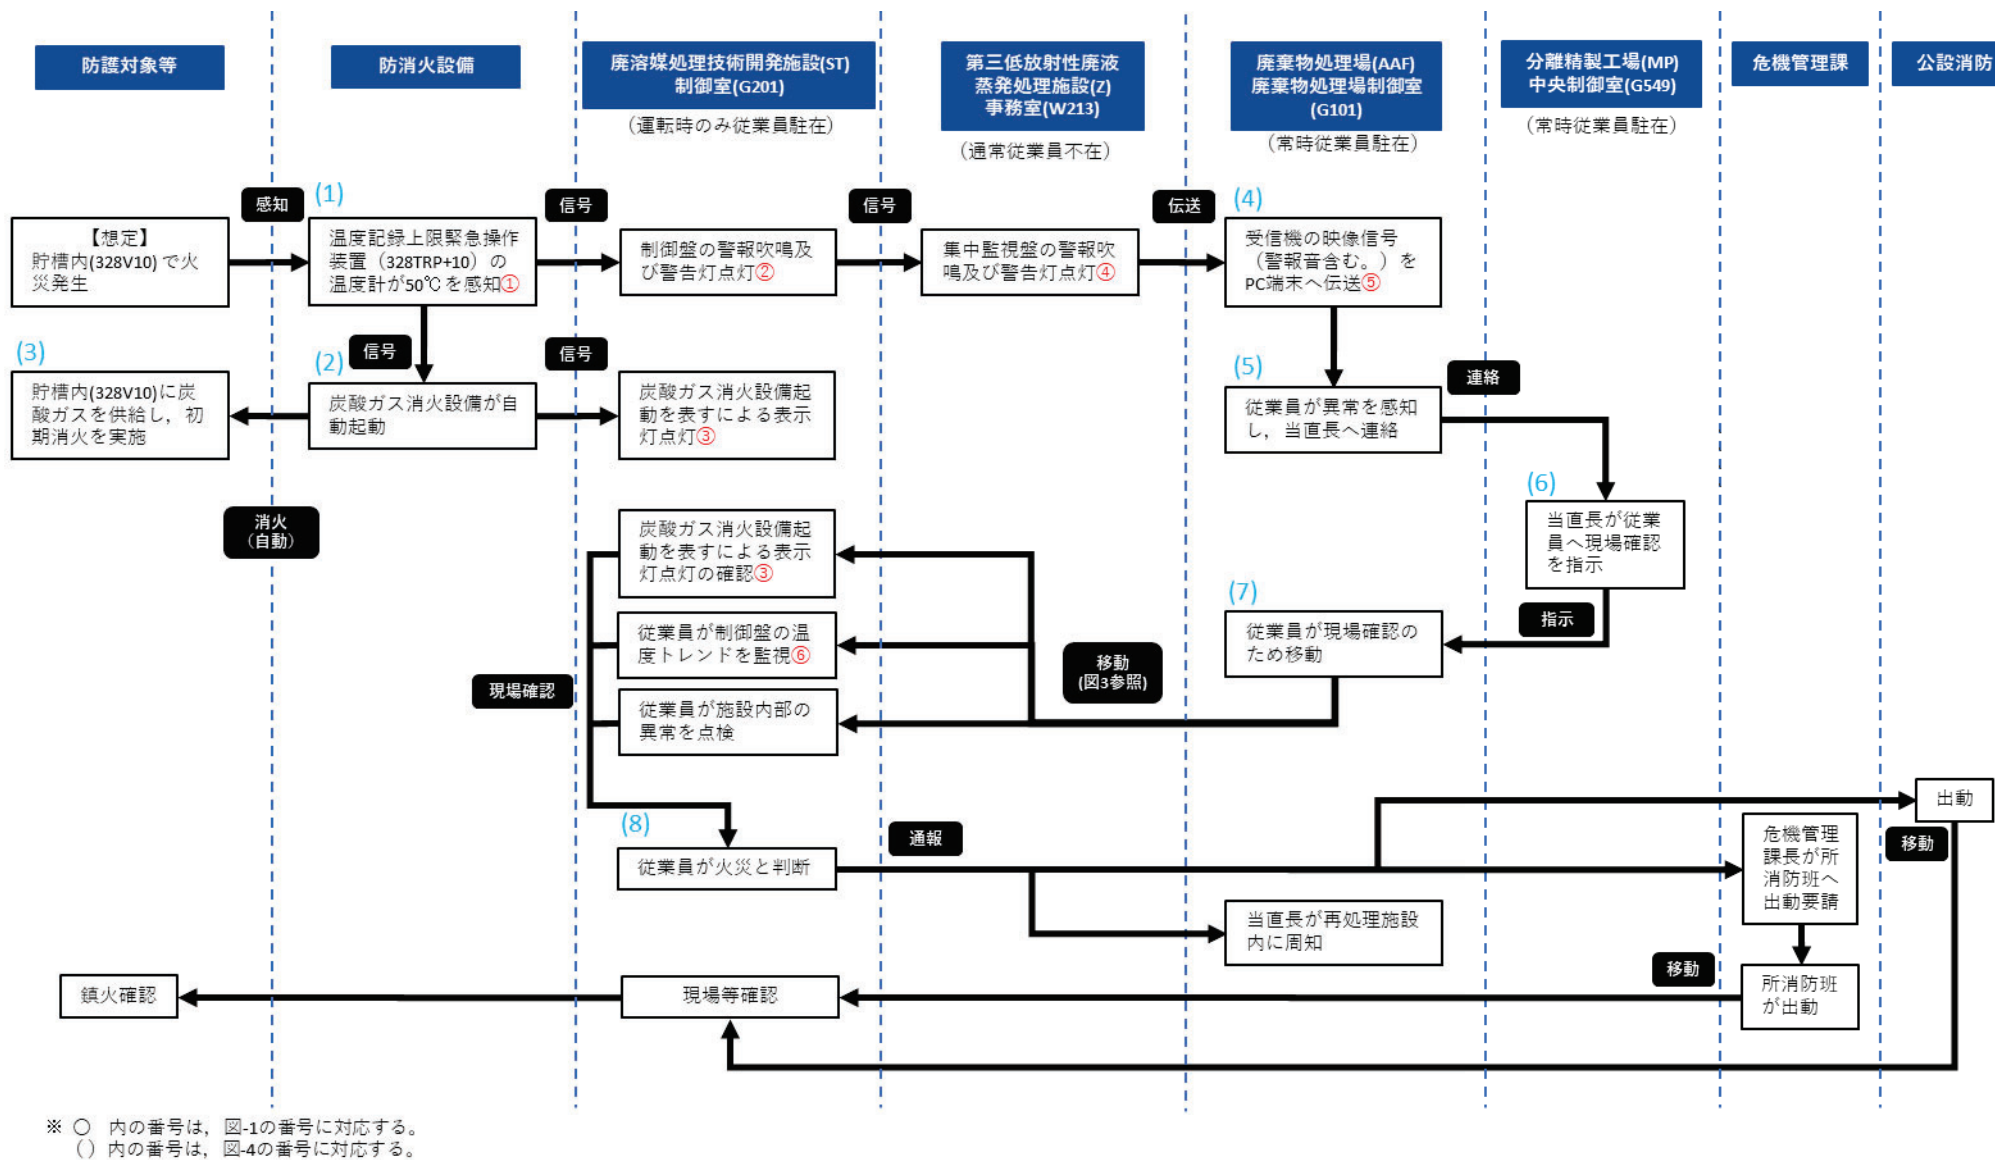 防護対象等
防消火設備
廃溶媒処理技術開発施設(ST)
制御室(G201)
（運転時のみ従業員駐在）
第三低放射性廃液
蒸発処理施設(Z)
事務室(W213)
（通常従業員不在）
廃棄物処理場(AAF)
廃棄物処理場制御室
(G101)
（常時従業員駐在）
分離精製工場(MP)
中央制御室(G549)
（常時従業員駐在）
危機管理課
公設消防
感知
(1)
信号
信号
伝送
(4)
【想定】
貯槽内(328V10) で火
災発生
温度記録上限緊急操作
装置（328TRP+10）の
温度計が50℃を感知①
制御盤の警報吹鳴及
び警告灯点灯②
集中監視盤の警報吹
鳴及び警告灯点灯④
受信機の映像信号
（警報音含む。）を
PC端末へ伝送⑤
(3)
信号
(2)
信号
(5)
連絡
貯槽内(328V10)に炭
酸ガスを供給し，初
期消火を実施
炭酸ガス消火設備が自
動起動
炭酸ガス消火設備起
動を表すによる表示
灯点灯③
従業員が異常を感知
し，当直長へ連絡
(6)
消火
（自動）
炭酸ガス消火設備起
動を表すによる表示
灯点灯の確認③
当直長が従業
員へ現場確認
を指示
(7)
指示
従業員が制御盤の温
度トレンドを監視⑥
従業員が現場確認の
ため移動
移動
(図3参照)
現場確認
従業員が施設内部の
異常を点検
(8)
従業員が火災と判断
通報
出動
移動
危機管理
課長が所
消防班へ
出動要請
当直長が再処理施設
内に周知
移動
鎮火確認
現場等確認
所消防班
が出動
※ 〇 内の番号は，図-1の番号に対応する。
（）内の番号は，図-4の番号に対応する。